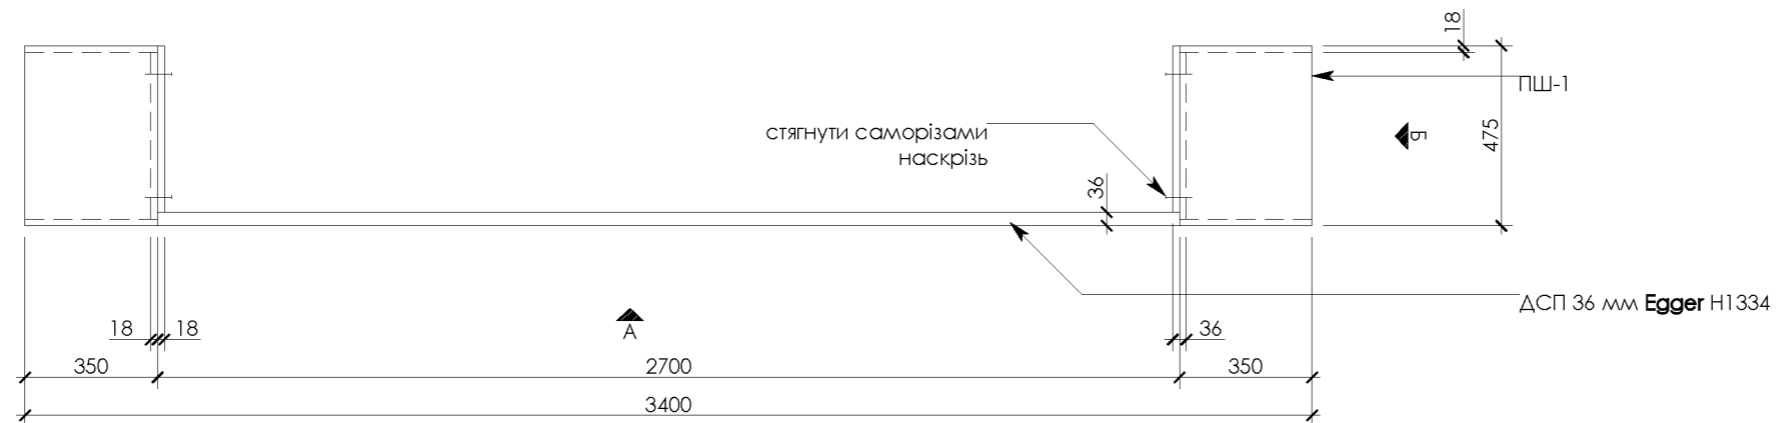 18
ПШ-1
475
Б
стягнути саморізами
наскрізь
36
ДСП 36 мм Egger H1334
А
18 18 36
350 2700 350
3400